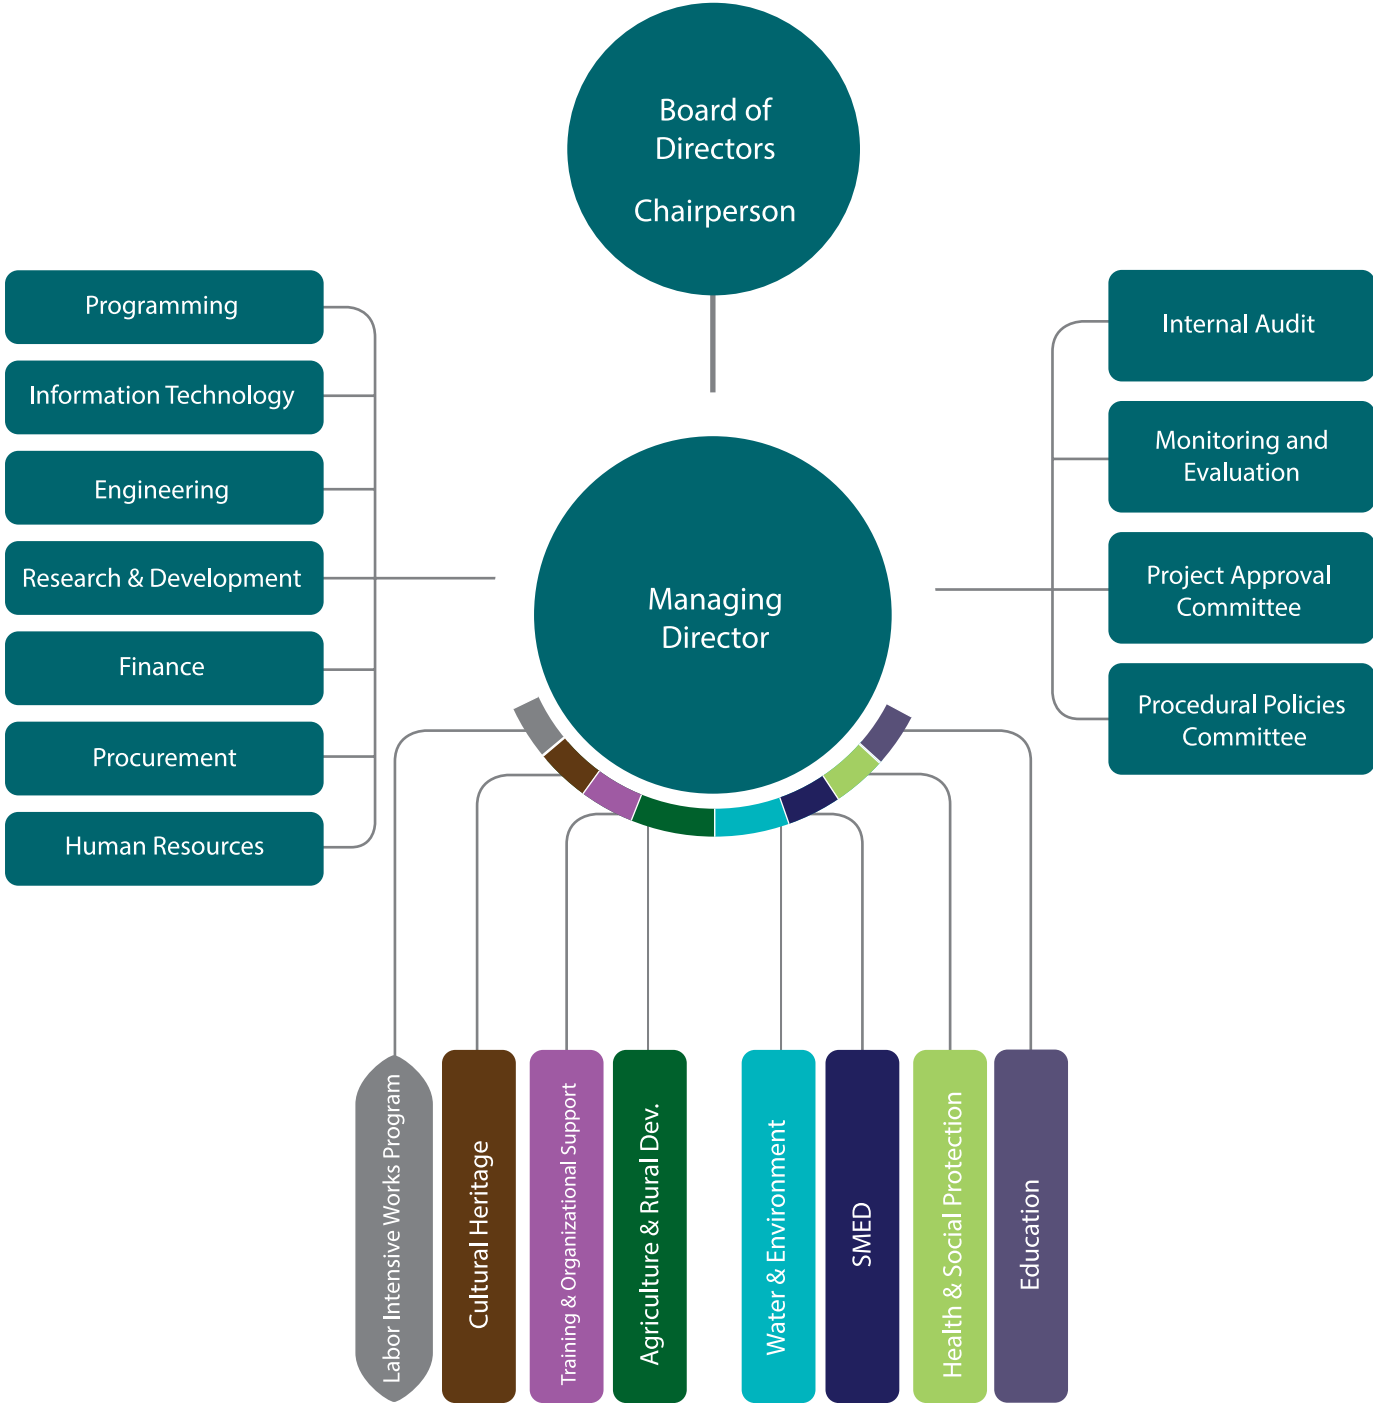 Board of
Directors
Chairperson
Programming
Information Technology
Engineering
Research & Development
Finance
Procurement
Human Resources
Managing
Director
Internal Audit
Monitoring and
Evaluation
Project Approval
Committee
Procedural Policies
Committee
Labor Intensive Works Program
Cultural Heritage
Training & Organizational Support
Agriculture & Rural Dev.
Water & Environment
SMED
Health & Social Protection
Education